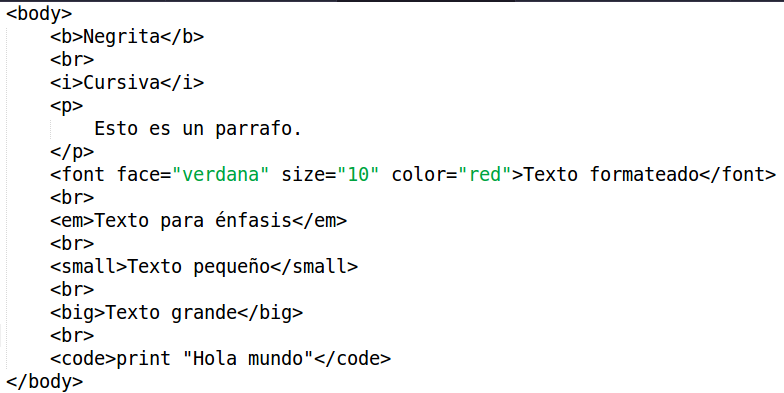 <body>
<b>Negrita</b>
<br>
<i>Cursiva</i>
<p>
Esto es un parrafo.
</p>
<font face="verdana" size="10" color="red">Texto formateado</font>
<br>
<em>Texto para énfasis</em>
<br>
<small>Texto pequeño</small>
<br>
<big>Texto grande</big>
<br>
<code>print "Hola mundo"</code>
</body>